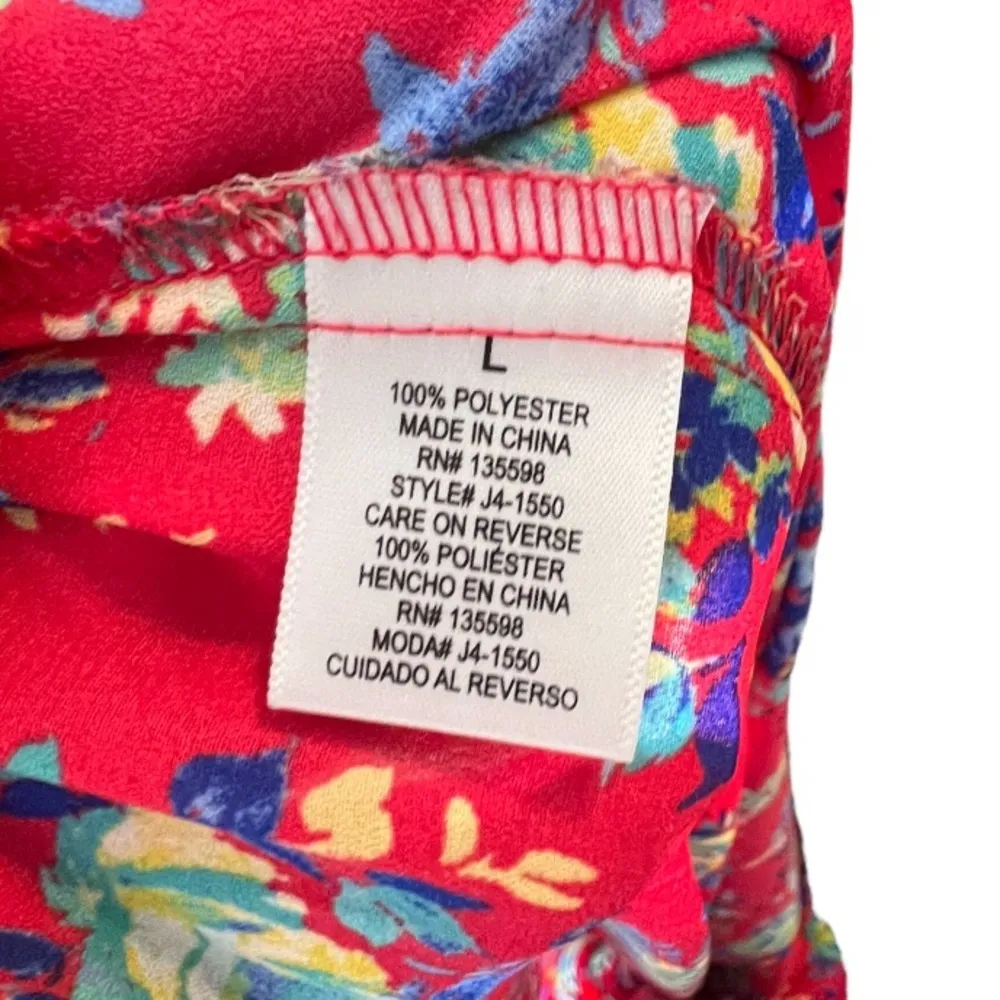 L
100% POLYESTER
MADE IN CHINA
RN# 135598
STYLE# J4-1550
CARE ON REVERSE
100% POLIÉSTER
HENCHO EN CHINA
RN# 135598
MODA# J4-1550
CUIDADO AL REVERSO